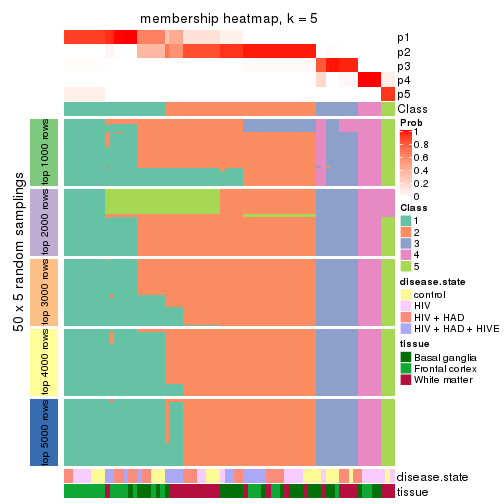 membership heatmap, k = 5
p1
p2
p3
p4
p5
Class
50 x 5 random samplings
top 1000 rows
top 2000 rows
top 3000 rows
top 4000 rows
top 5000 rows
disease.state
tissue
Prob
1
0.8
0.6
0.4
0.2
0
Class
1
2
3
4
5
disease.state
control
HIV
HIV + HAD
HIV + HAD + HIVE
tissue
Basal ganglia
Frontal cortex
White matter